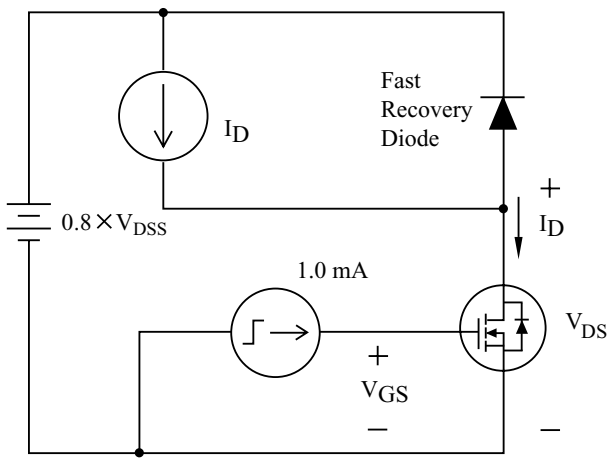 Fast
Recovery
Diode
I_D
+
I_D
0.8×V_DSS
1.0 mA
+
V_GS
−
V_DS
−